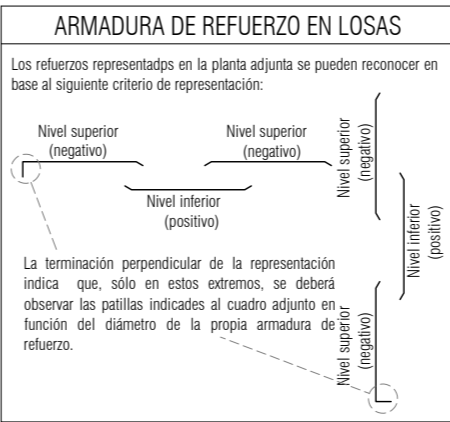 ARMADURA DE REFUERZO EN LOSAS
Los refuerzos representadps en la planta adjunta se pueden reconocer en
base al siguiente criterio de representación:
Nivel superior
(negativo)
Nivel superior
(negativo)
Nivel inferior
(positivo)
Nivel superior
(negativo)
Nivel inferior
(positivo)
Nivel superior
(negativo)
La terminación perpendicular de la representación
indica que, sólo en estos extremos, se deberá
observar las patillas indicades al cuadro adjunto en
función del diámetro de la propia armadura de
refuerzo.